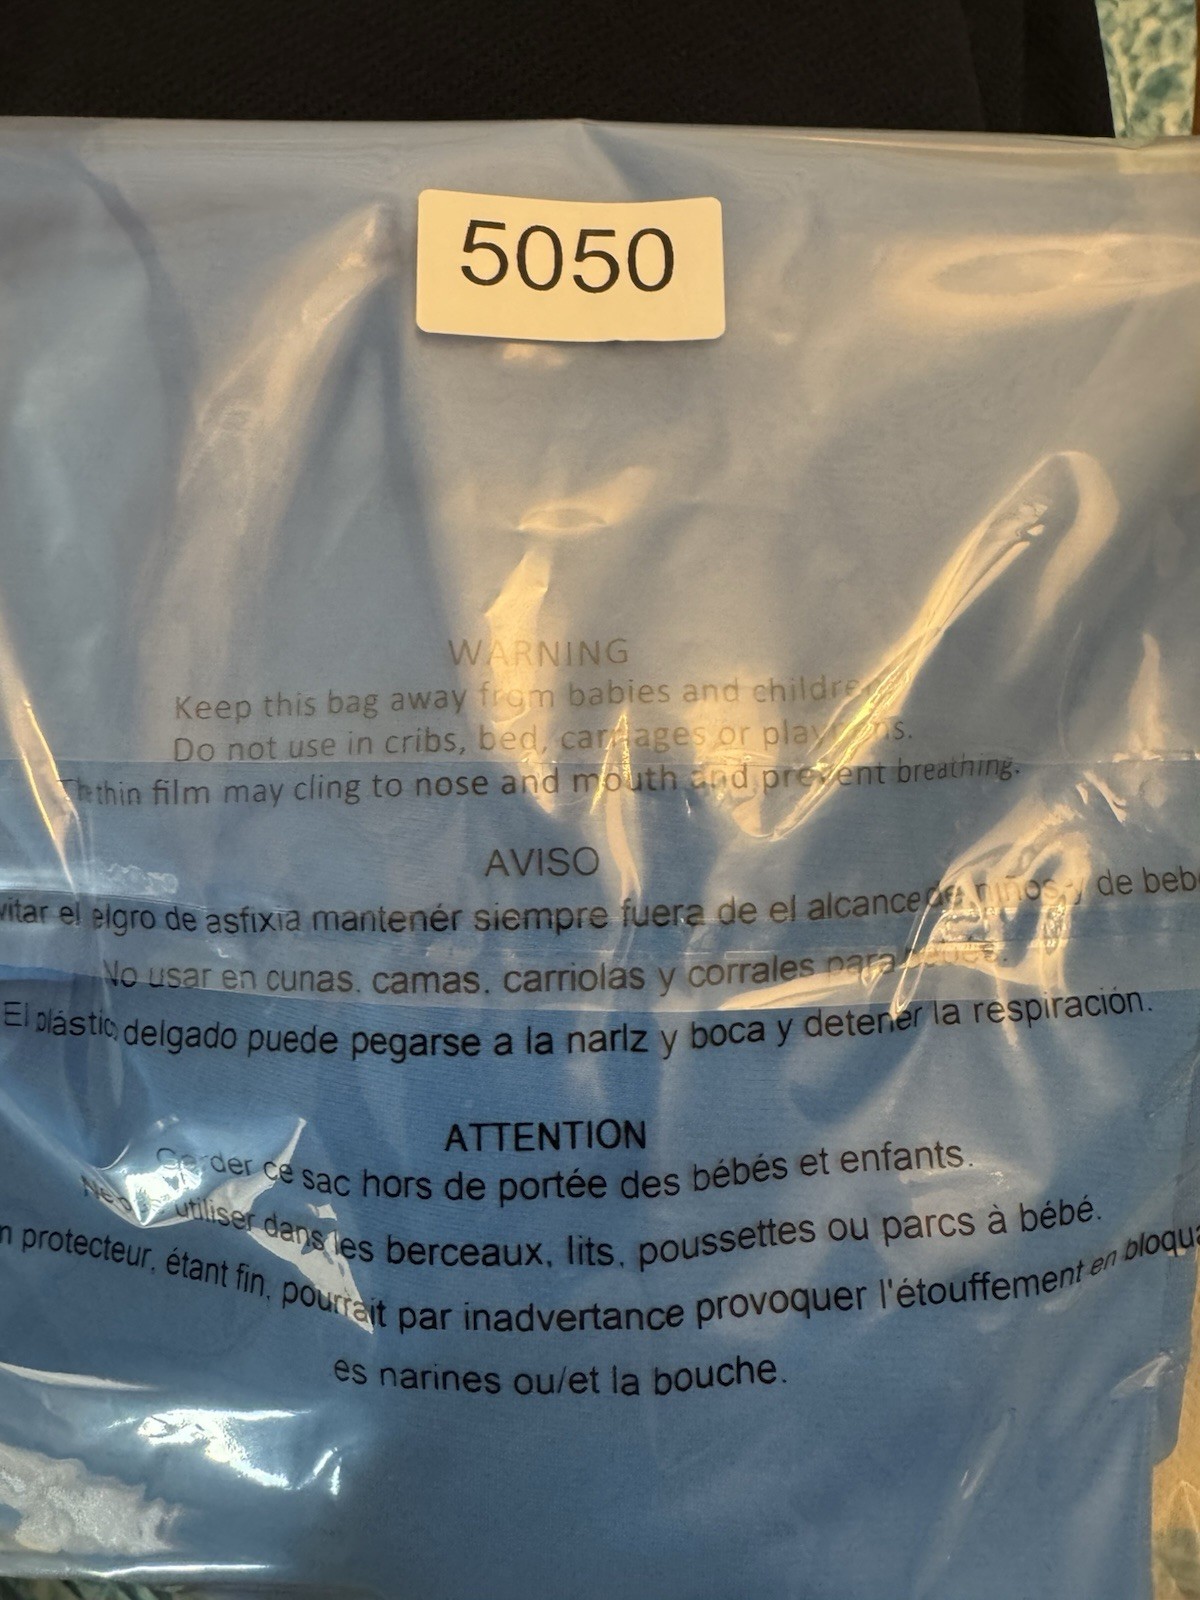 5050
WARNING
Keep this bag away from babies and childre
Do not use in cribs, bed, carriages or
thin film may cling to nose and mouth and prevent breathing.
AVISO
vitar el elgro de asfixia mantenér siempre fuera de el alcance de niños y de beb
No usar en cunas. camas. carriolas y corrales para bebes.
El plástic delgado puede pegarse a la narIz y boca y detener la respiración.
ATTENTION
Garder ce sac hors de portée des bébés et enfants.
utiliser dans les berceaux, lits, poussettes ou parcs à bébé.
n protecteur, étant fin, pourrait par inadvertance provoquer l'étouffement en bloqua
es narines ou/et la bouche.